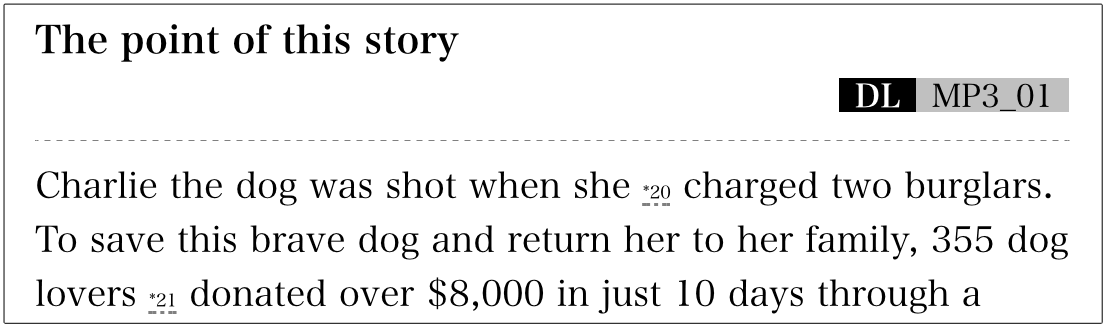 The point of this story
DL MP3_01
Charlie the dog was shot when she *20 charged two burglars.
To save this brave dog and return her to her family, 355 dog
lovers *21 donated over $8,000 in just 10 days through a